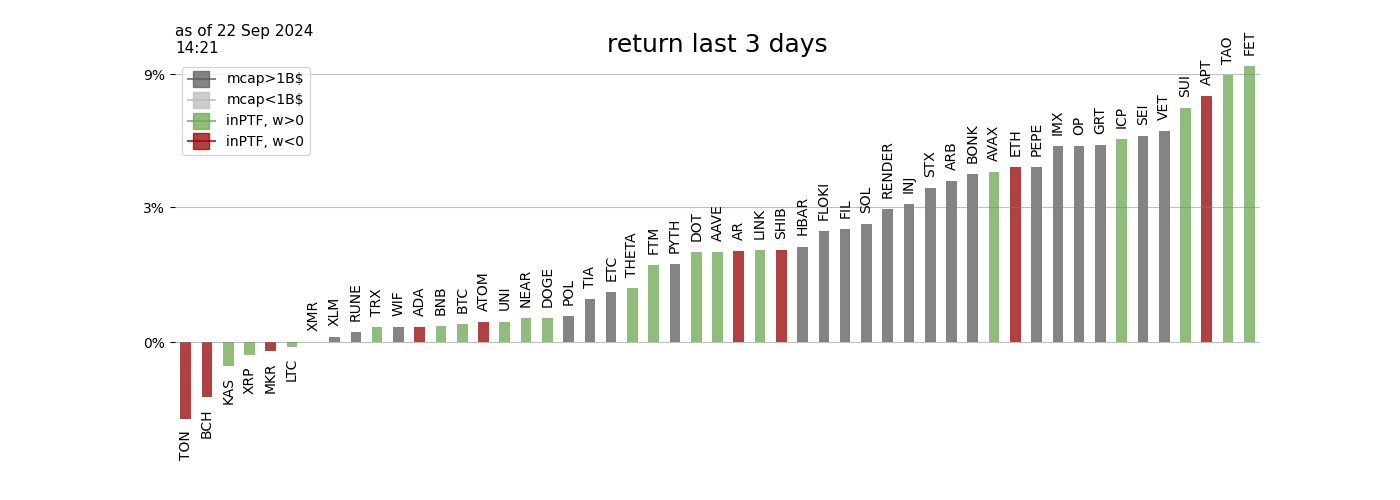 as of 22 Sep 2024
14:21
return last 3 days
mcap>1B$
mcap<1B$
inPTF, w>0
inPTF, w<0
9%
3%
0%
TON
BCH
KAS
XRP
MKR
LTC
XMR
XLM
RUNE
TRX
WIF
ADA
BNB
BTC
ATOM
UNI
NEAR
DOGE
POL
TIA
ETC
THETA
FTM
PYTH
DOT
AAVE
AR
LINK
SHIB
HBAR
FLOKI
FIL
SOL
RENDER
INJ
STX
ARB
BONK
AVAX
ETH
PEPE
IMX
OP
GRT
ICP
SEI
VET
SUI
APT
TAO
FET